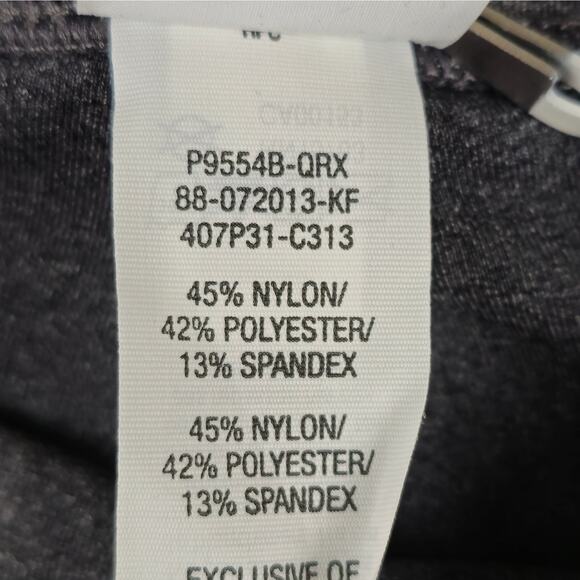 P9554B-QRX
88-072013-KF
407P31-C313
45% NYLON/
42% POLYESTER/
13% SPANDEX
45% NYLON/
42% POLYESTER/
13% SPANDEX
EXCLUSIVE OF